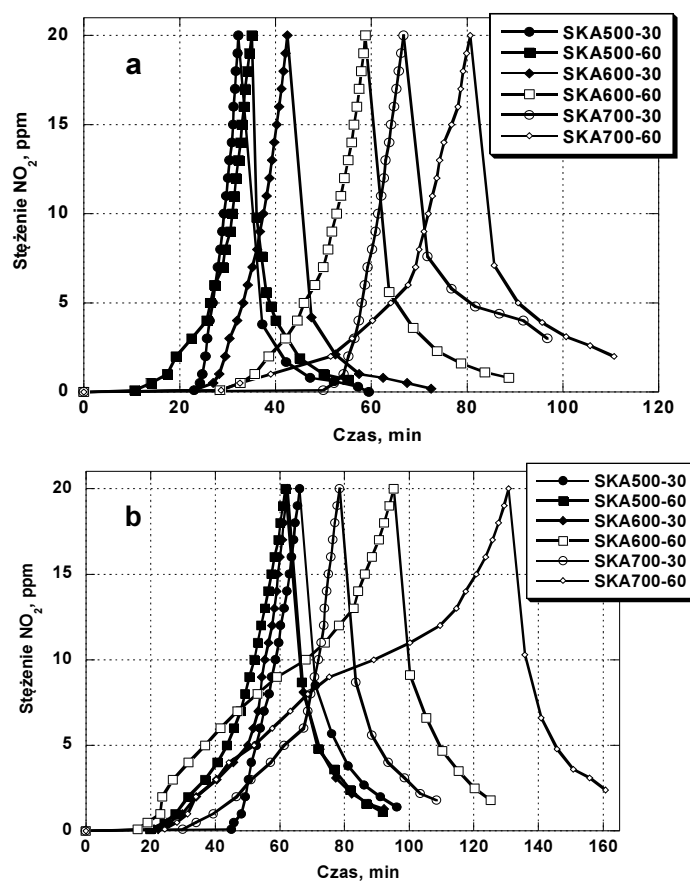 a
SKA500-30
SKA500-60
SKA600-30
SKA600-60
SKA700-30
SKA700-60
Stężenie NO2, ppm
20
15
10
5
0
0 20 40 60 80 100 120
Czas, min
b
SKA500-30
SKA500-60
SKA600-30
SKA600-60
SKA700-30
SKA700-60
Stężenie NO2, ppm
20
15
10
5
0
0 20 40 60 80 100 120 140 160
Czas, min